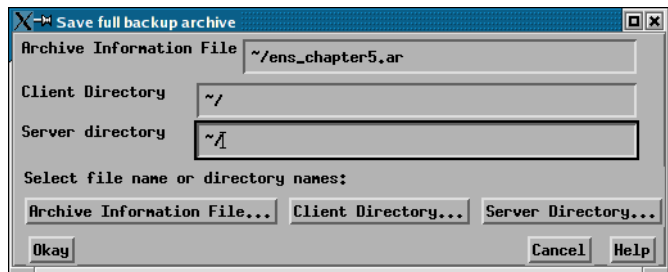 Save full backup archive
Archive Information File ~/ens_chapter5.ar
Client Directory ~/
Server directory ~/
Select file name or directory names:
Archive Information File... Client Directory... Server Directory...
Okay Cancel Help